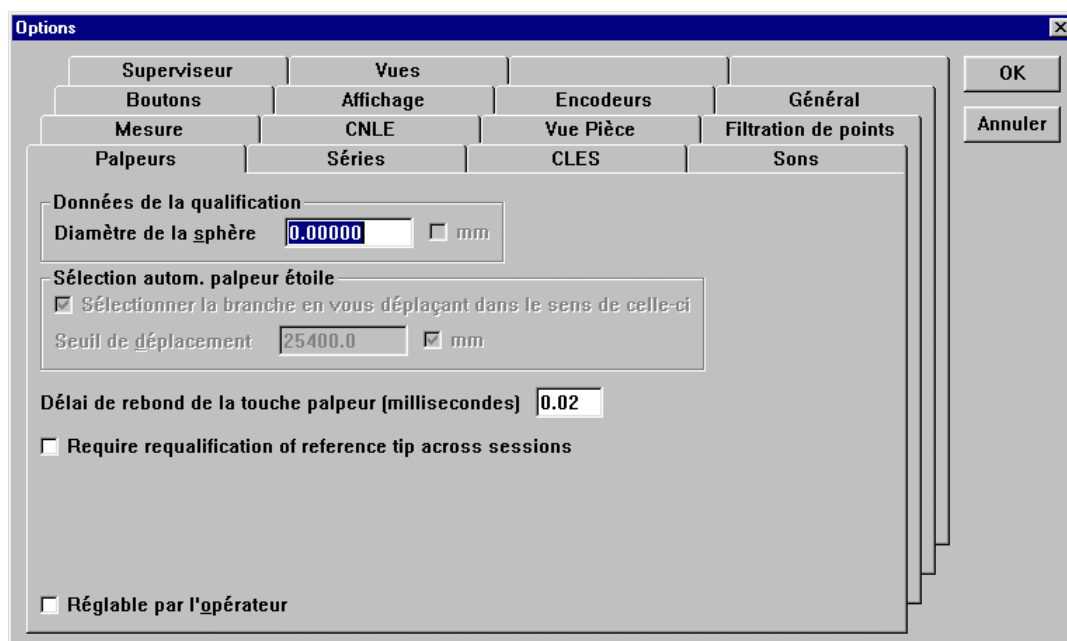 Options
Superviseur Vues
OK
Boutons Affichage Encodeurs Général
Mesure CNLE Vue Pièce Filtration de points
Annuler
Palpeurs Séries CLES Sons
Données de la qualification
Diamètre de la sphère 0.00000 mm
Sélection autom. palpeur étoile
Sélectionner la branche en vous déplaçant dans le sens de celle-ci
Seuil de déplacement 25400.0 mm
Délai de rebond de la touche palpeur (millisecondes) 0.02
Require requalification of reference tip across sessions
Réglable par l'opérateur